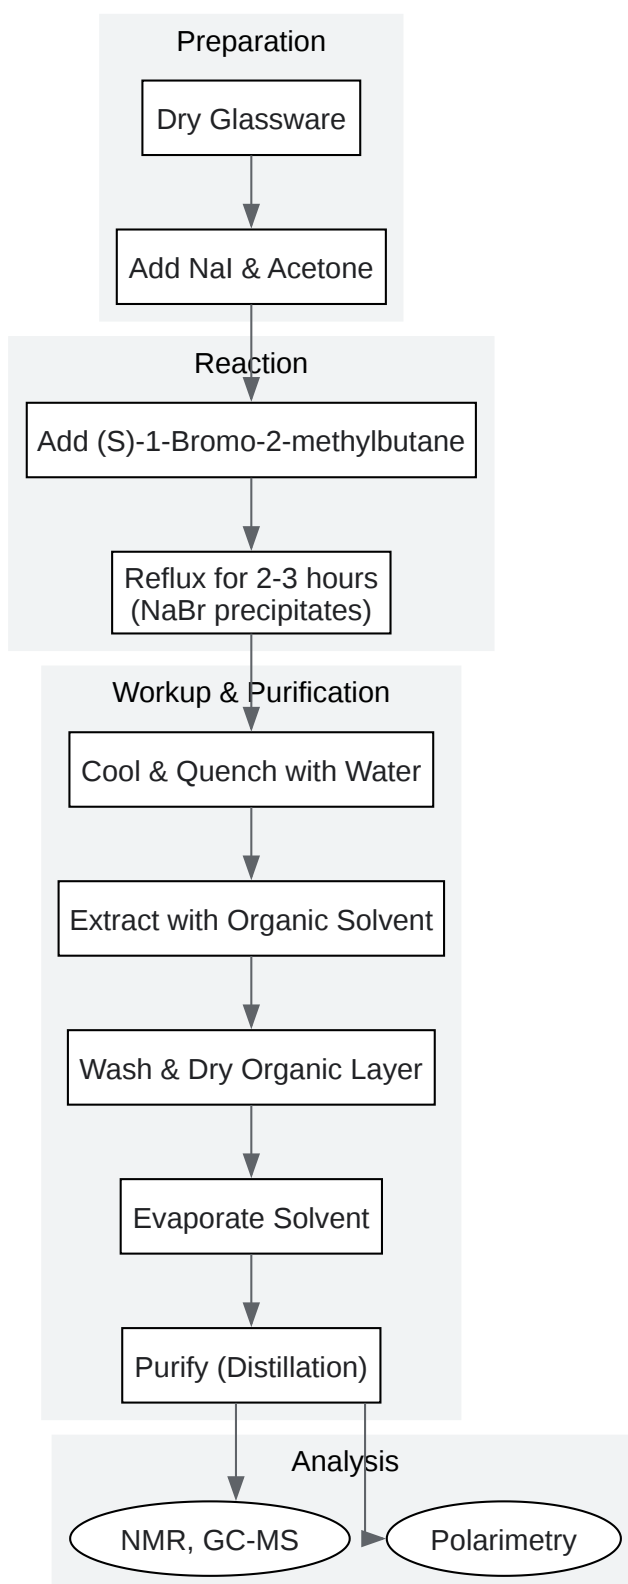 Preparation
Dry Glassware
Add NaI & Acetone
Reaction
Add (S)-1-Bromo-2-methylbutane
Reflux for 2-3 hours
(NaBr precipitates)
Workup & Purification
Cool & Quench with Water
Extract with Organic Solvent
Wash & Dry Organic Layer
Evaporate Solvent
Purify (Distillation)
Analysis
NMR, GC-MS
Polarimetry